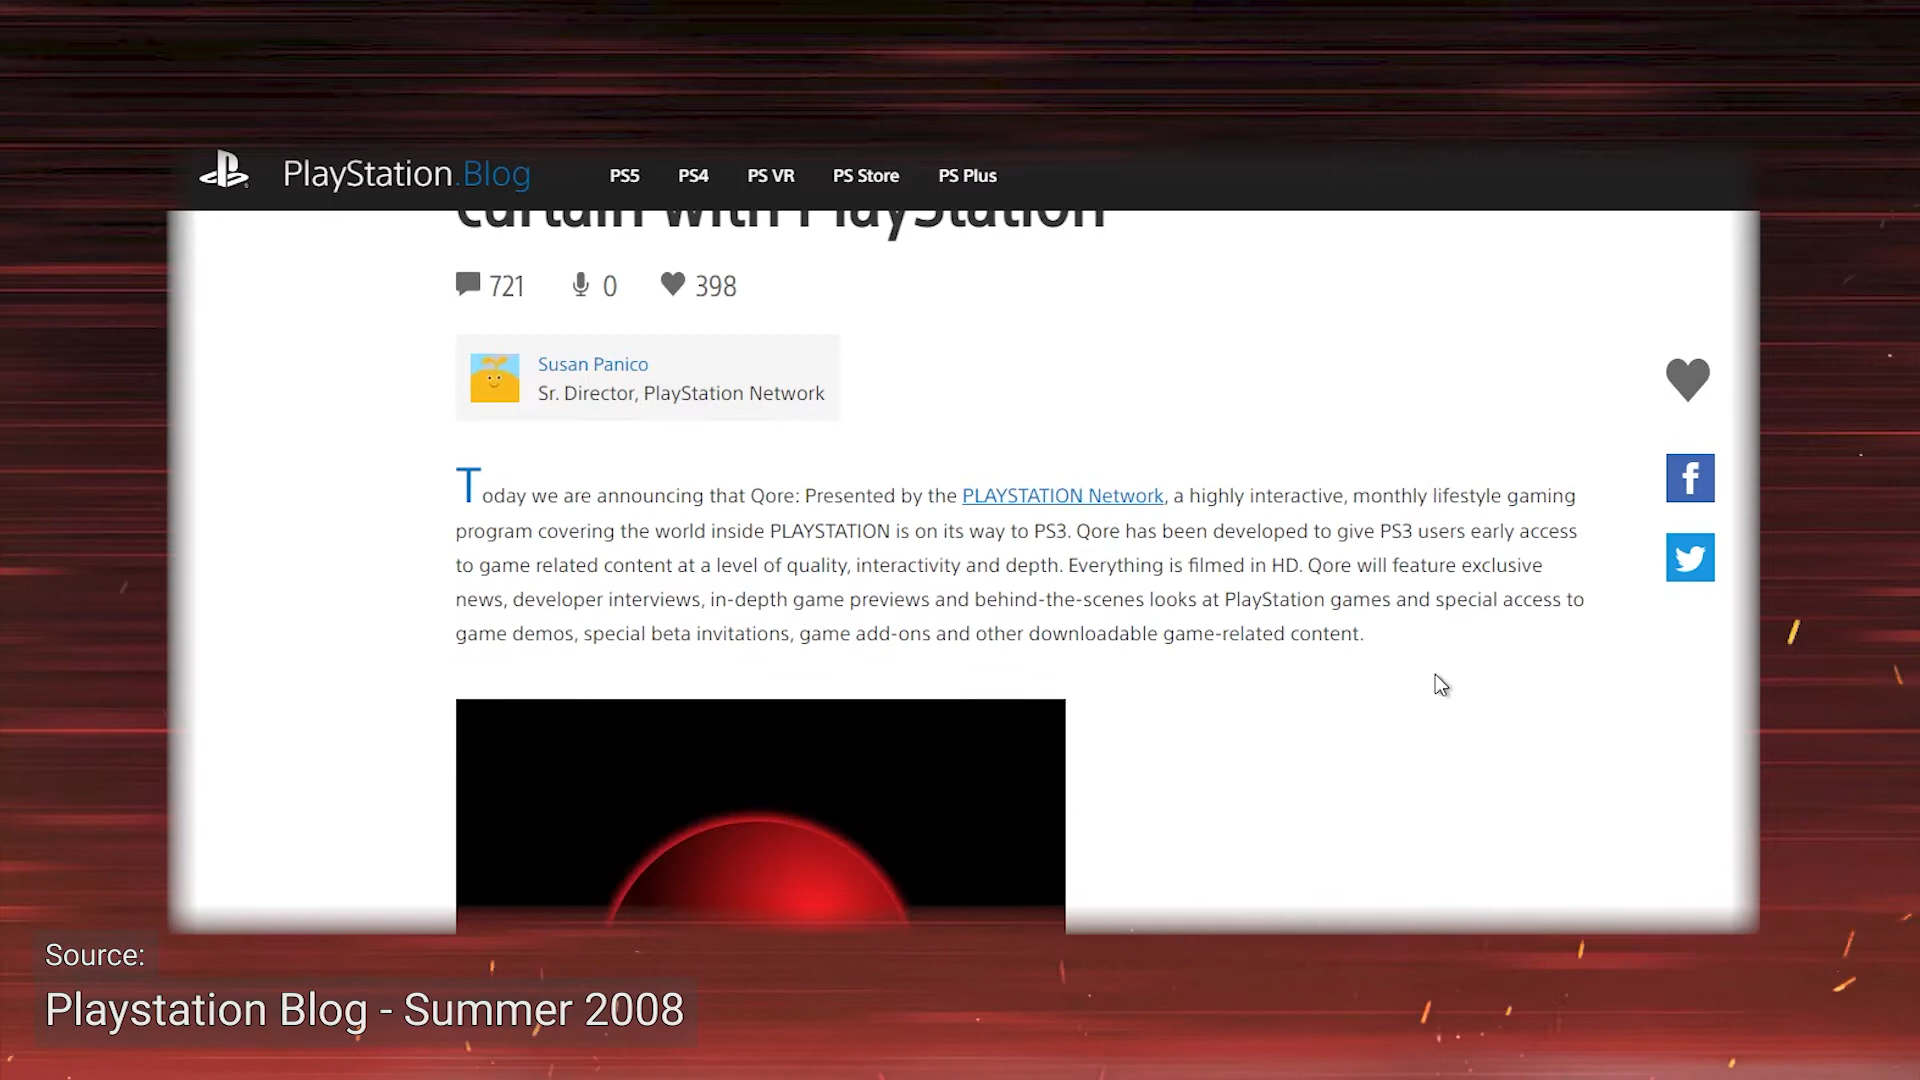 PlayStation.Blog PS5 PS4 PS VR PS Store PS Plus
curtain with PlayStation
721 0 398
Susan Panico
Sr. Director, PlayStation Network
Today we are announcing that Qore: Presented by the PLAYSTATION Network, a highly interactive, monthly lifestyle gaming
program covering the world inside PLAYSTATION is on its way to PS3. Qore has been developed to give PS3 users early access
to game related content at a level of quality, interactivity and depth. Everything is filmed in HD. Qore will feature exclusive
news, developer interviews, in-depth game previews and behind-the-scenes looks at PlayStation games and special access to
game demos, special beta invitations, game add-ons and other downloadable game-related content.
Source:
Playstation Blog - Summer 2008